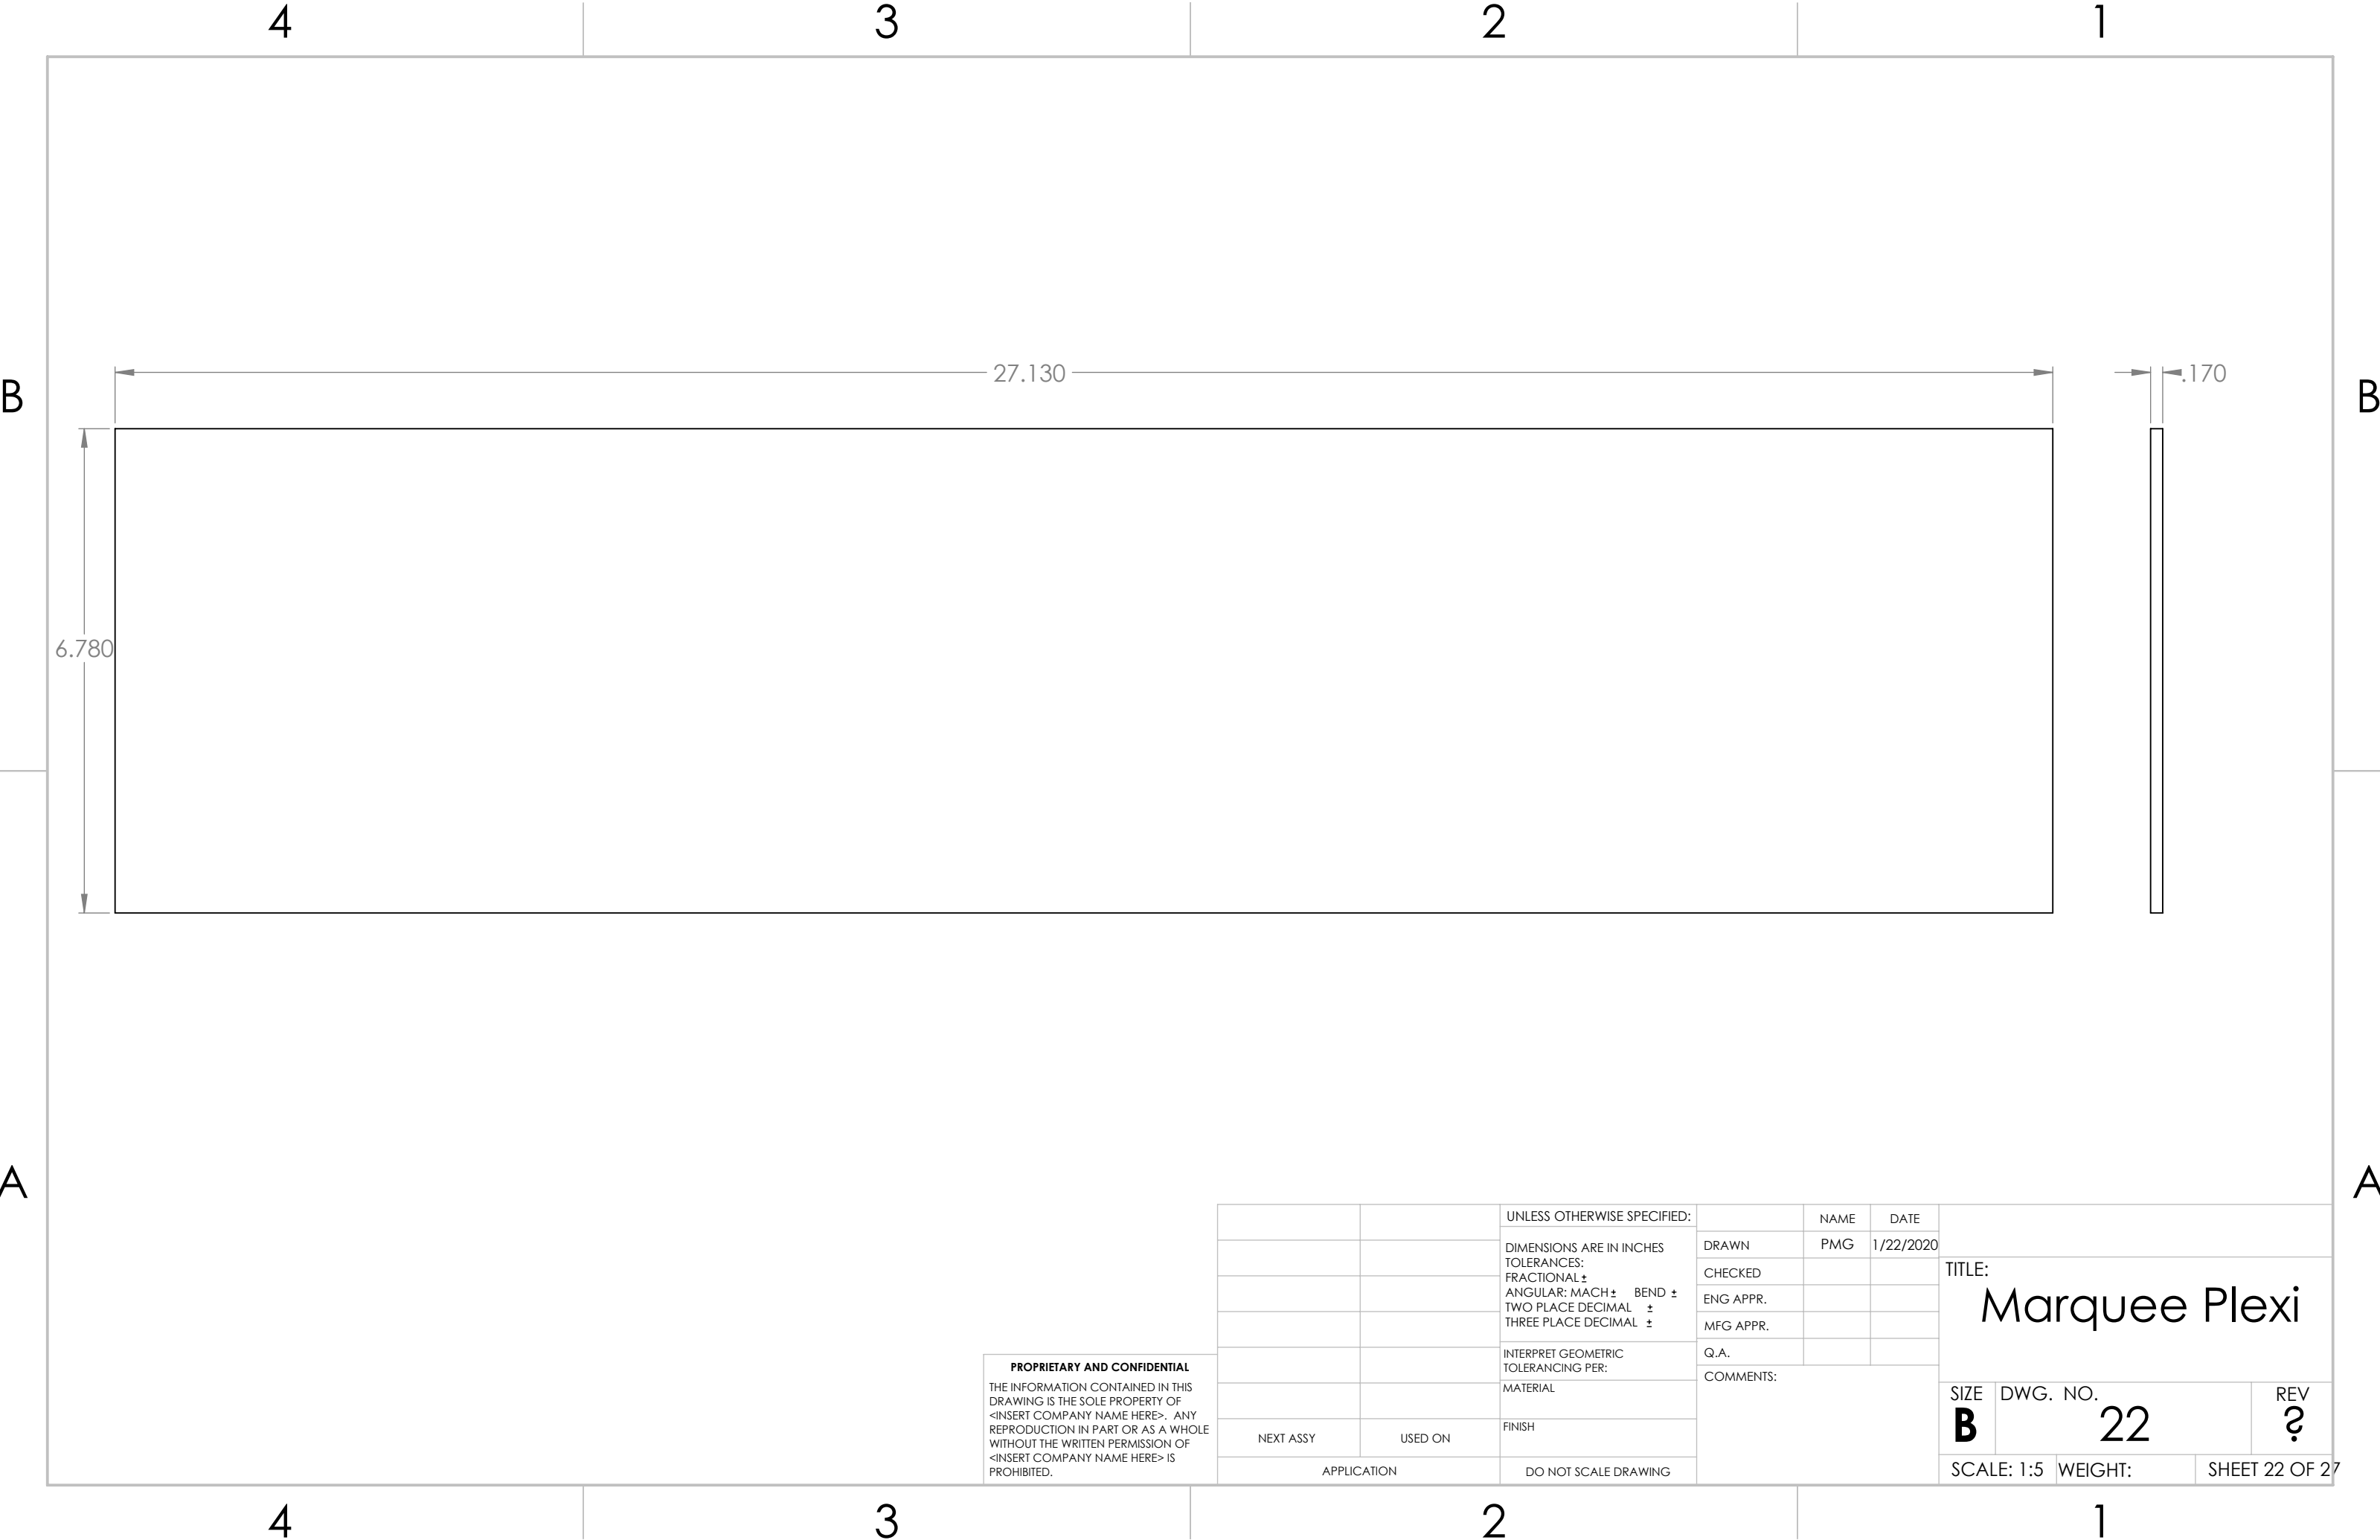 4 3 2 1
27.130
.170
B B
6.780
A A
UNLESS OTHERWISE SPECIFIED:
DIMENSIONS ARE IN INCHES
TOLERANCES:
FRACTIONAL ±
ANGULAR: MACH ± BEND ±
TWO PLACE DECIMAL ±
THREE PLACE DECIMAL ±
INTERPRET GEOMETRIC
TOLERANCING PER:
MATERIAL
FINISH
DO NOT SCALE DRAWING
NAME DATE
DRAWN PMG 1/22/2020
CHECKED
ENG APPR.
MFG APPR.
Q.A.
COMMENTS:
TITLE:
Marquee Plexi
SIZE DWG. NO. REV
B 22 ?
SCALE: 1:5 WEIGHT: SHEET 22 OF 27
PROPRIETARY AND CONFIDENTIAL
THE INFORMATION CONTAINED IN THIS
DRAWING IS THE SOLE PROPERTY OF
<INSERT COMPANY NAME HERE>. ANY
REPRODUCTION IN PART OR AS A WHOLE
WITHOUT THE WRITTEN PERMISSION OF
<INSERT COMPANY NAME HERE> IS
PROHIBITED.
NEXT ASSY USED ON
APPLICATION
4 3 2 1